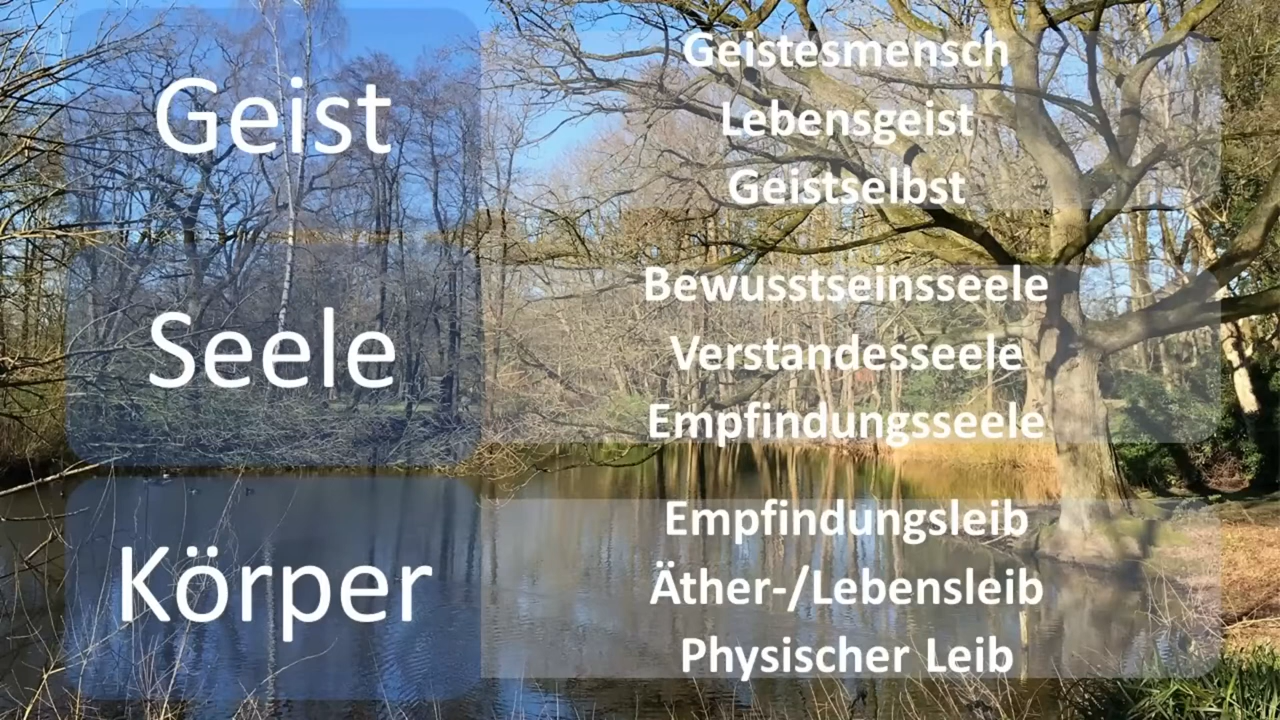 Geist
Geistesmensch
Lebensgeist
Geistselbst
Seele
Bewusstseinsseele
Verstandesseele
Empfindungsseele
Körper
Empfindungsleib
Äther-/Lebensleib
Physischer Leib